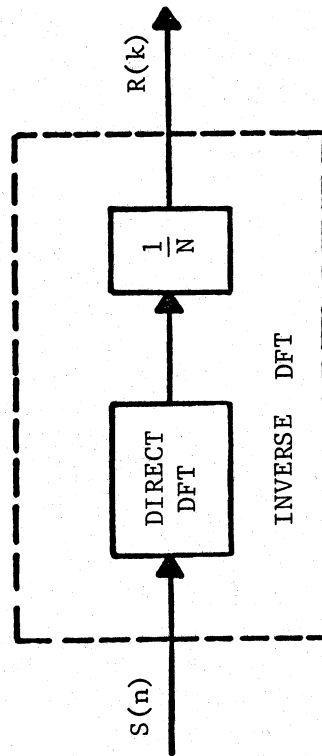 S(n)
DIRECT
DFT
1
N
R(k)
INVERSE DFT